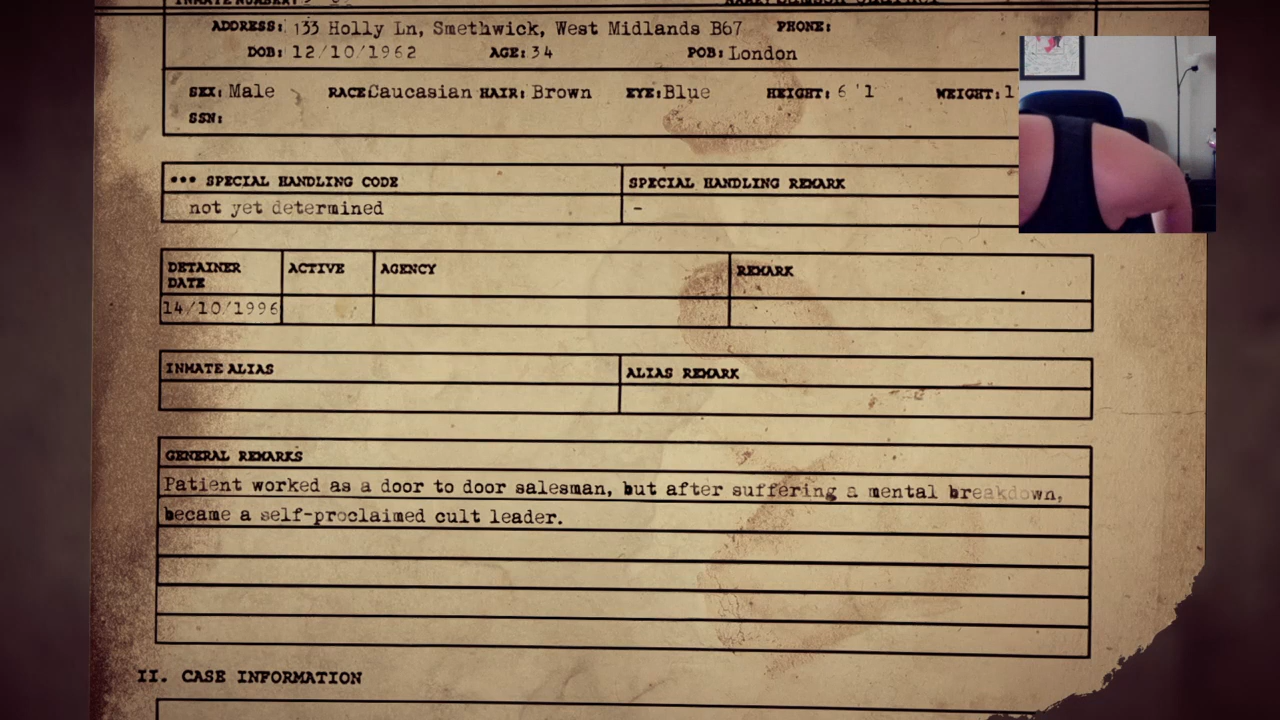 INMATE NUMBER:
ADDRESS: 133 Holly Ln, Smethwick, West Midlands B67 PHONE:
DOB: 12/10/1962 AGE: 34 POB: London
SEX: Male RACE Caucasian HAIR: Brown EYE: Blue HEIGHT: 6'1 WEIGHT: 1
SSN:
*** SPECIAL HANDLING CODE SPECIAL HANDLING REMARK
not yet determined -
DETAINER DATE ACTIVE AGENCY REMARK
14/10/1996
INMATE ALIAS ALIAS REMARK
GENERAL REMARKS
Patient worked as a door to door salesman, but after suffering a mental breakdown,
became a self-proclaimed cult leader.
II. CASE INFORMATION